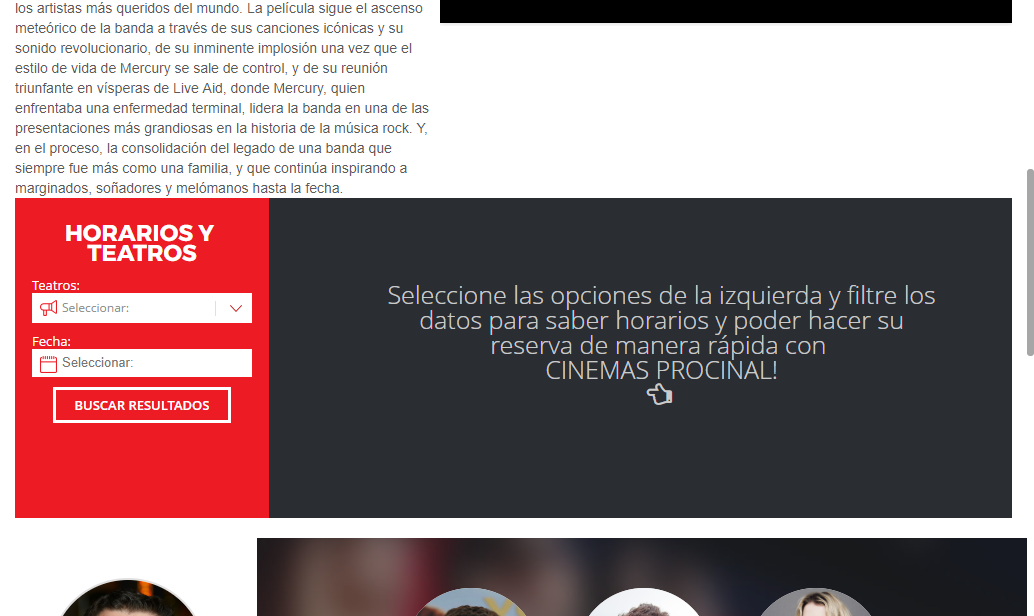 los artistas más queridos del mundo. La película sigue el ascenso
meteórico de la banda a través de sus canciones icónicas y su
sonido revolucionario, de su inminente implosión una vez que el
estilo de vida de Mercury se sale de control, y de su reunión
triunfante en vísperas de Live Aid, donde Mercury, quien
enfrentaba una enfermedad terminal, lidera la banda en una de las
presentaciones más grandiosas en la historia de la música rock. Y,
en el proceso, la consolidación del legado de una banda que
siempre fue más como una familia, y que continúa inspirando a
marginados, soñadores y melómanos hasta la fecha.
HORARIOS Y
TEATROS
Teatros:
Seleccionar:
Fecha:
Seleccionar:
BUSCAR RESULTADOS
Seleccione las opciones de la izquierda y filtre los
datos para saber horarios y poder hacer su
reserva de manera rápida con
CINEMAS PROCINAL!